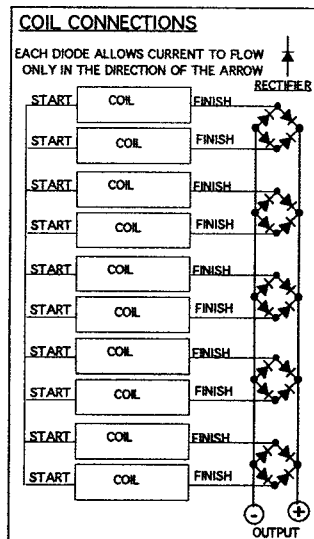 COIL CONNECTIONS
EACH DIODE ALLOWS CURRENT TO FLOW
ONLY IN THE DIRECTION OF THE ARROW
RECTIFIER
START COIL FINISH
START COIL FINISH
START COIL FINISH
START COIL FINISH
START COIL FINISH
START COIL FINISH
START COIL FINISH
START COIL FINISH
START COIL FINISH
START COIL FINISH
- +
OUTPUT